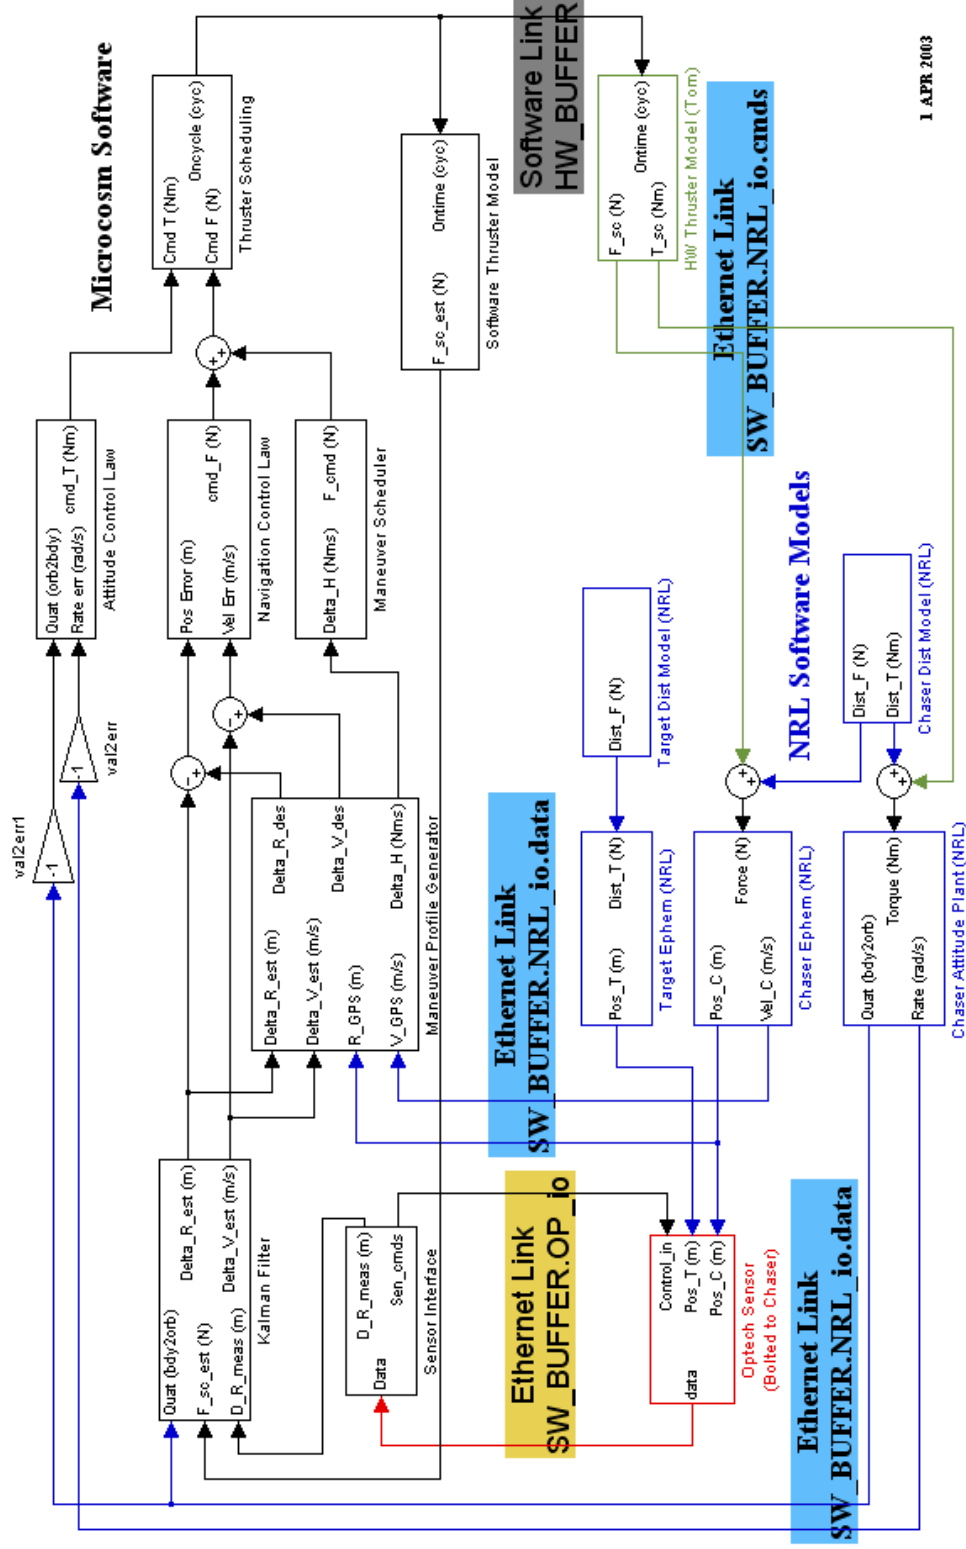 Microcosm Software
val2err1
-1
val2err
-1
Quat (orb2bdy)
Rate err (rad/s)
cmd_T (Nm)
Attitude Control Law
Pos Error (m)
Vel Err (m/s)
cmd_F (N)
Navigation Control Law
Delta_H (Nms)
F_cmd (N)
Maneuver Scheduler
Cmd T (Nm)
Cmd F (N)
Oncycle (cyc)
Thruster Scheduling
Quat (bdy2orb)
F_sc_est (N)
D_R_meas (m)
Delta_R_est (m)
Delta_V_est (m/s)
Kalman Filter
Delta_R_est (m)
Delta_V_est (m/s)
R_GPS (m)
V_GPS (m/s)
Delta_R_des
Delta_V_des
Delta_H (Nms)
Maneuver Profile Generator
F_sc_est (N)
Ontime (cyc)
Software Thruster Model
Data
D_R_meas (m)
Sen_cmds
Sensor Interface
Ethernet Link
SW_BUFFER.OP_io
Ethernet Link
SW_BUFFER.NRL_io.data
Software Link
HW_BUFFER
data
Control_in
Pos_T (m)
Pos_C (m)
Optech Sensor
(Bolted to Chaser)
Pos_T (m)
Dist_T (N)
Target Ephem (NRL)
Dist_F (N)
Target Dist Model (NRL)
F_sc (N)
T_sc (Nm)
Ontime (cyc)
HW Thruster Model (Tom)
Pos_C (m)
Vel_C (m/s)
Force (N)
Chaser Ephem (NRL)
Ethernet Link
SW_BUFFER.NRL_io.cmds
NRL Software Models
Ethernet Link
SW_BUFFER.NRL_io.data
Quat (bdy2orb)
Rate (rad/s)
Torque (Nm)
Chaser Attitude Plant (NRL)
Dist_F (N)
Dist_T (Nm)
Chaser Dist Model (NRL)
1 APR 2003